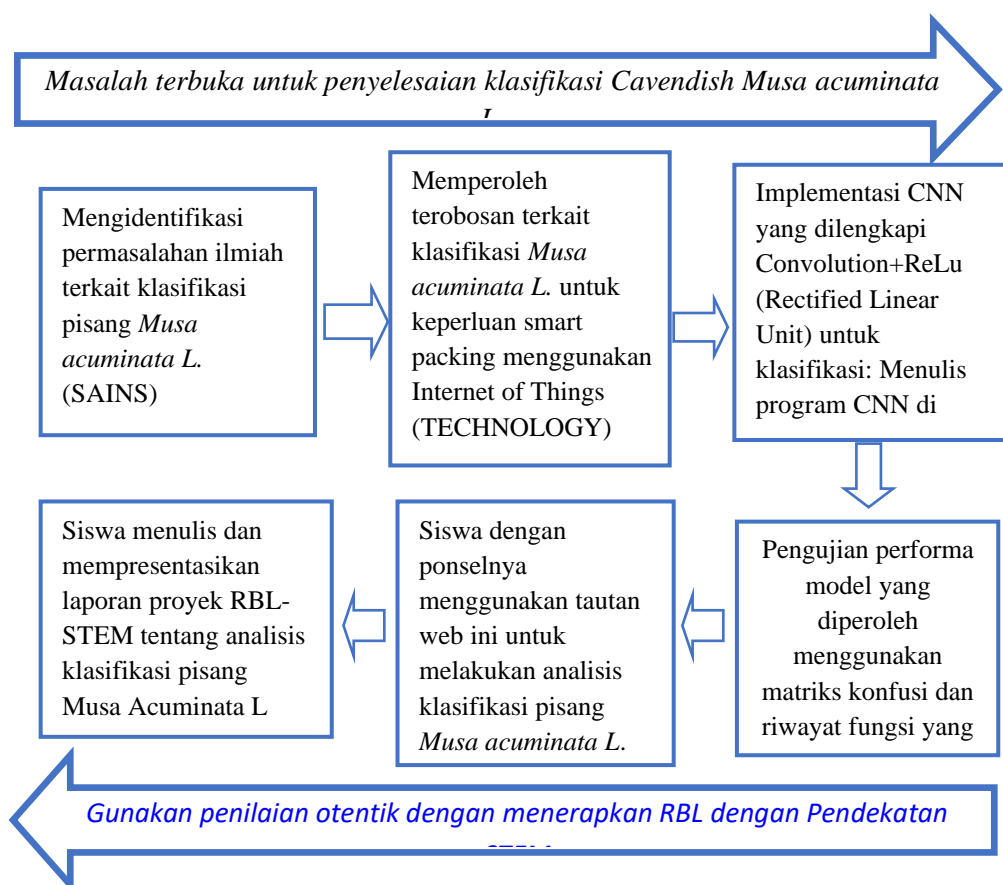 Masalah terbuka untuk penyelesaian klasifikasi Cavendish Musa acuminata
Mengidentifikasi
permasalahan ilmiah
terkait klasifikasi
pisang Musa
acuminata L.
(SAINS)
Memperoleh
terobosan terkait
klasifikasi Musa
acuminata L. untuk
keperluan smart
packing menggunakan
Internet of Things
(TECHNOLOGY)
Implementasi CNN
yang dilengkapi
Convolution+ReLu
(Rectified Linear
Unit) untuk
klasifikasi: Menulis
program CNN di
Pengujian performa
model yang
diperoleh
menggunakan
matriks konfusi dan
riwayat fungsi yang
Siswa dengan
ponselnya
menggunakan tautan
web ini untuk
melakukan analisis
klasifikasi pisang
Musa acuminata L.
Siswa menulis dan
mempresentasikan
laporan proyek RBL-
STEM tentang analisis
klasifikasi pisang
Musa Acuminata L
Gunakan penilaian otentik dengan menerapkan RBL dengan Pendekatan